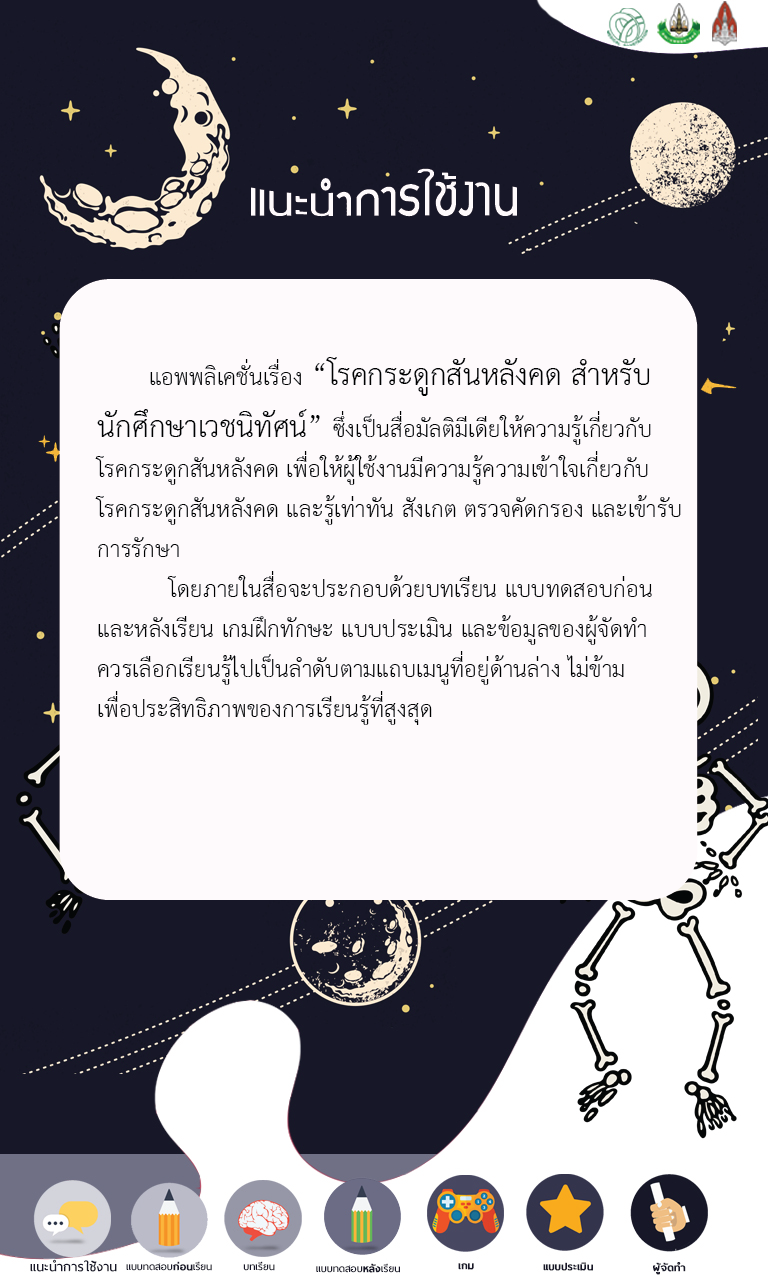 แนะนำการใช้งาน
แอพพลิเคชั่นเรื่อง “โรคกระดูกสันหลังคด สำหรับ
นักศึกษาเวชนิทัศน์” ซึ่งเป็นสื่อมัลติมีเดียให้ความรู้เกี่ยวกับ
โรคกระดูกสันหลังคด เพื่อให้ผู้ใช้งานมีความรู้ความเข้าใจเกี่ยวกับ
โรคกระดูกสันหลังคด และรู้เท่าทัน สังเกต ตรวจคัดกรอง และเข้ารับ
การรักษา
โดยภายในสื่อจะประกอบด้วยบทเรียน แบบทดสอบก่อน
และหลังเรียน เกมฝึกทักษะ แบบประเมิน และข้อมูลของผู้จัดทำ
ควรเลือกเรียนรู้ไปเป็นลำดับตามแถบเมนูที่อยู่ด้านล่าง ไม่ข้าม
เพื่อประสิทธิภาพของการเรียนรู้ที่สูงสุด
แนะนำการใช้งาน แบบทดสอบก่อนเรียน บทเรียน แบบทดสอบหลังเรียน เกม แบบประเมิน ผู้จัดทำ